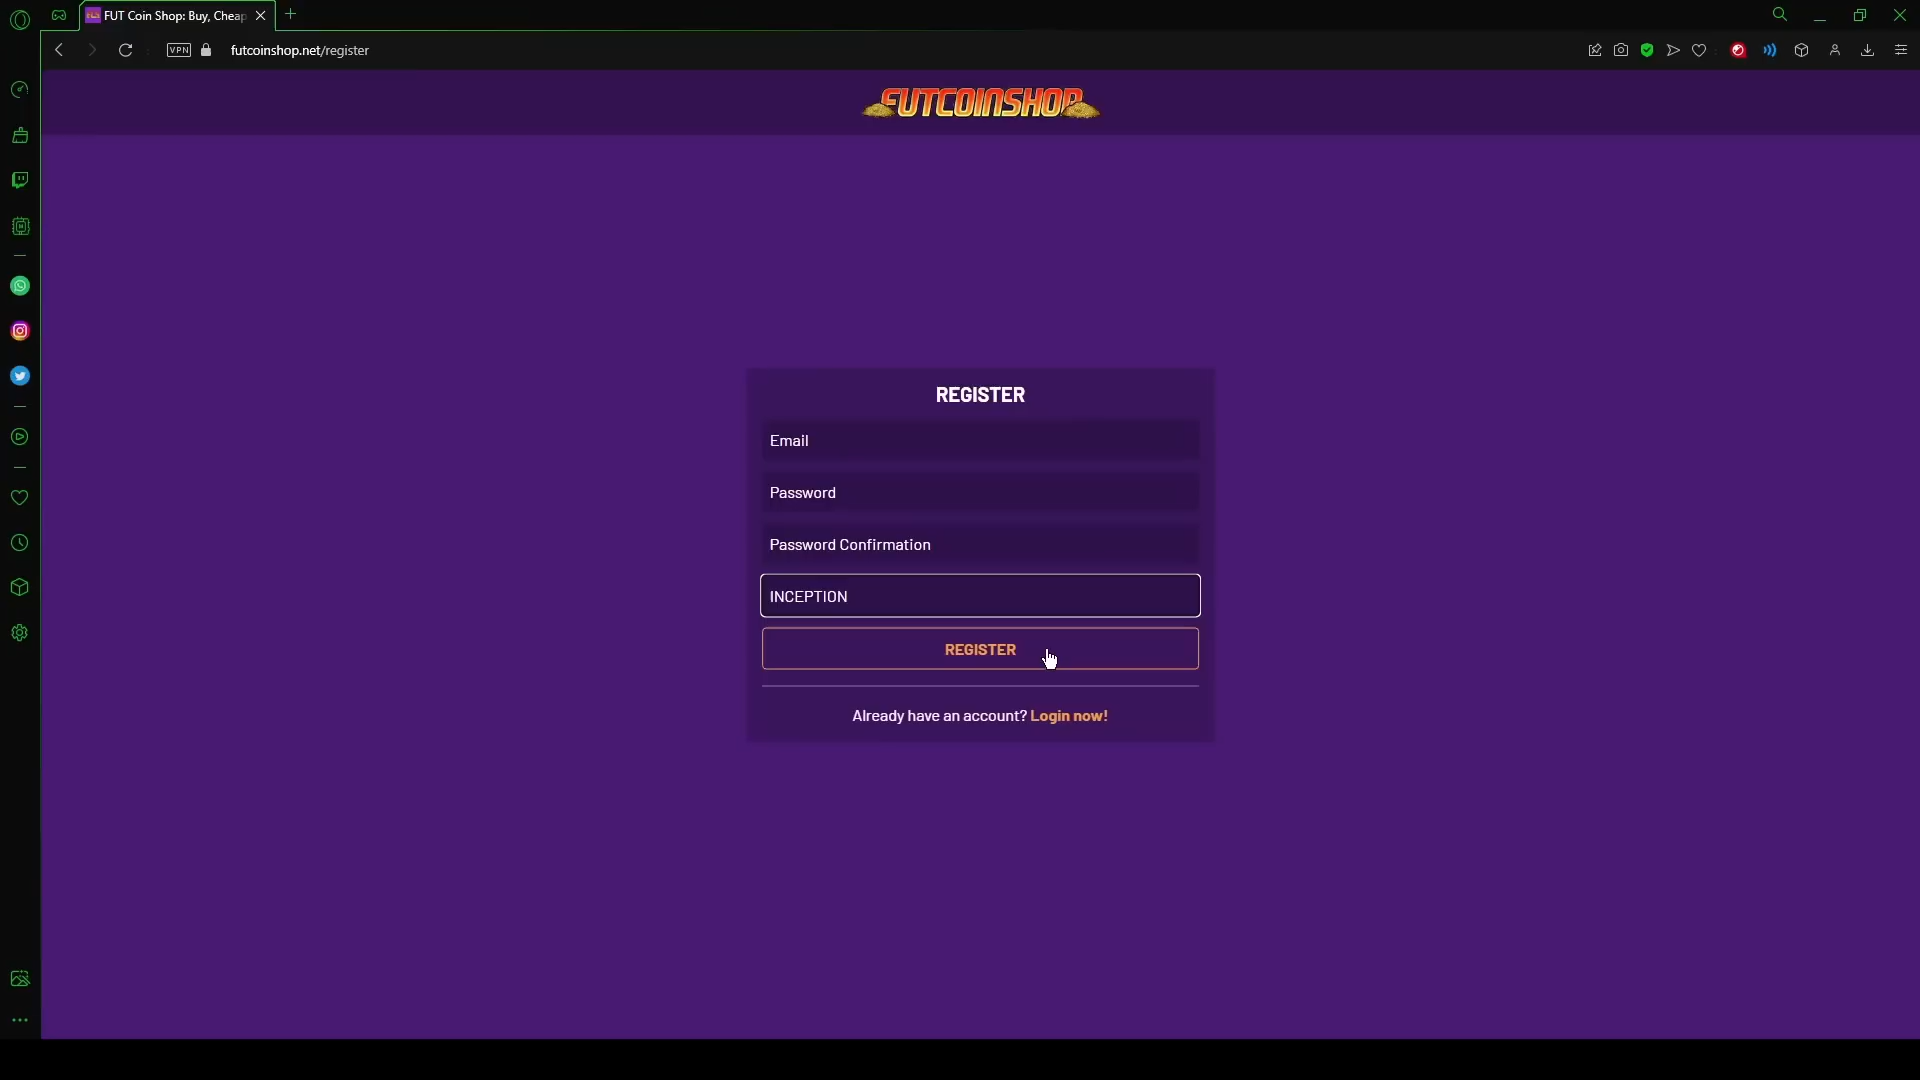 FUT Coin Shop: Buy, Cheap
VPN
futcoinshop.net/register
FUTCOINSHOP
REGISTER
Email
Password
Password Confirmation
INCEPTION
REGISTER
Already have an account? Login now!